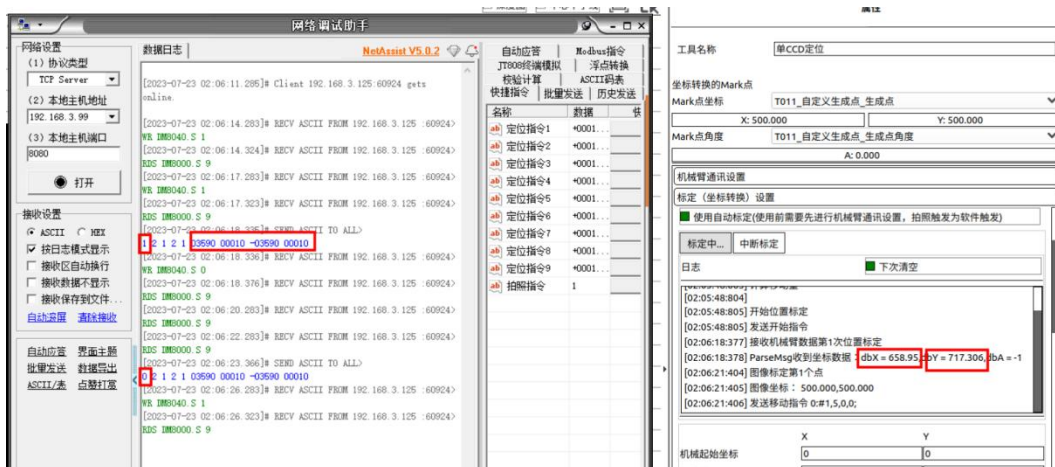 网络调试助手
网络设置
(1) 协议类型
TCP Server
(2) 本地主机地址
192.168.3.99
(3) 本地主机端口
8080
打开
接收设置
ASCII HEX
按日志模式显示
接收区自动换行
接收数据不显示
接收保存到文件...
自动滚屏 清除接收
自动应答 界面主题
批量发送 数据导出
ASCII/表 点赞打赏
数据日志
NetAssist V5.0.2
[2023-07-23 02:06:11.285]# Client 192.168.3.125:60924 gets
online.
[2023-07-23 02:06:14.283]# RECV ASCII FROM 192.168.3.125 :60924>
WR DM8040.S 1
[2023-07-23 02:06:14.324]# RECV ASCII FROM 192.168.3.125 :60924>
RDS DM8000.S 9
[2023-07-23 02:06:17.283]# RECV ASCII FROM 192.168.3.125 :60924>
WR DM8040.S 1
[2023-07-23 02:06:17.323]# RECV ASCII FROM 192.168.3.125 :60924>
RDS DM8000.S 9
[2023-07-23 02:06:18.335]# SEND ASCII TO ALL>
1 2 1 2 1 03590 00010 -03590 00010
[2023-07-23 02:06:18.336]# RECV ASCII FROM 192.168.3.125 :60924>
WR DM8040.S 0
[2023-07-23 02:06:18.376]# RECV ASCII FROM 192.168.3.125 :60924>
RDS DM8000.S 9
[2023-07-23 02:06:20.283]# RECV ASCII FROM 192.168.3.125 :60924>
RDS DM8000.S 9
[2023-07-23 02:06:22.283]# RECV ASCII FROM 192.168.3.125 :60924>
RDS DM8000.S 9
[2023-07-23 02:06:23.366]# SEND ASCII TO ALL>
0 2 1 2 1 03590 00010 -03590 00010
[2023-07-23 02:06:26.283]# RECV ASCII FROM 192.168.3.125 :60924>
WR DM8040.S 1
[2023-07-23 02:06:26.323]# RECV ASCII FROM 192.168.3.125 :60924>
RDS DM8000.S 9
自动应答 Modbus指令
JT808终端模拟 浮点转换
校验计算 ASCII码表
快捷指令 批量发送 历史发送
名称 数据
定位指令1 +0001...
定位指令2 +0001...
定位指令3 +0001...
定位指令4 +0001...
定位指令5 +0001...
定位指令6 +0001...
定位指令7 +0001...
定位指令8 +0001...
定位指令9 +0001...
拍照指令 1
属性
工具名称 单CCD定位
坐标转换的Mark点
Mark点坐标 T011_自定义生成点_生成点
X: 500.000 Y: 500.000
Mark点角度 T011_自定义生成点_生成点角度
A: 0.000
机械臂通讯设置
标定（坐标转换）设置
使用自动标定(使用前需要先进行机械臂通讯设置，拍照触发为软件触发)
标定中... 中断标定
日志 下次清空
[02:05:48:804]
[02:05:48:805] 开始位置标定
[02:05:48:805] 发送开始指令
[02:06:18:377] 接收机械臂数据第1次位置标定
[02:06:18:378] ParseMsg收到坐标数据：dbX = 658.95,dbY = 717.306,dbA = -1
[02:06:21:404] 图像标定第1个点
[02:06:21:405] 图像坐标： 500.000,500.000
[02:06:21:406] 发送移动指令 0:#1,5,0,0;
X Y
机械起始坐标 0 0